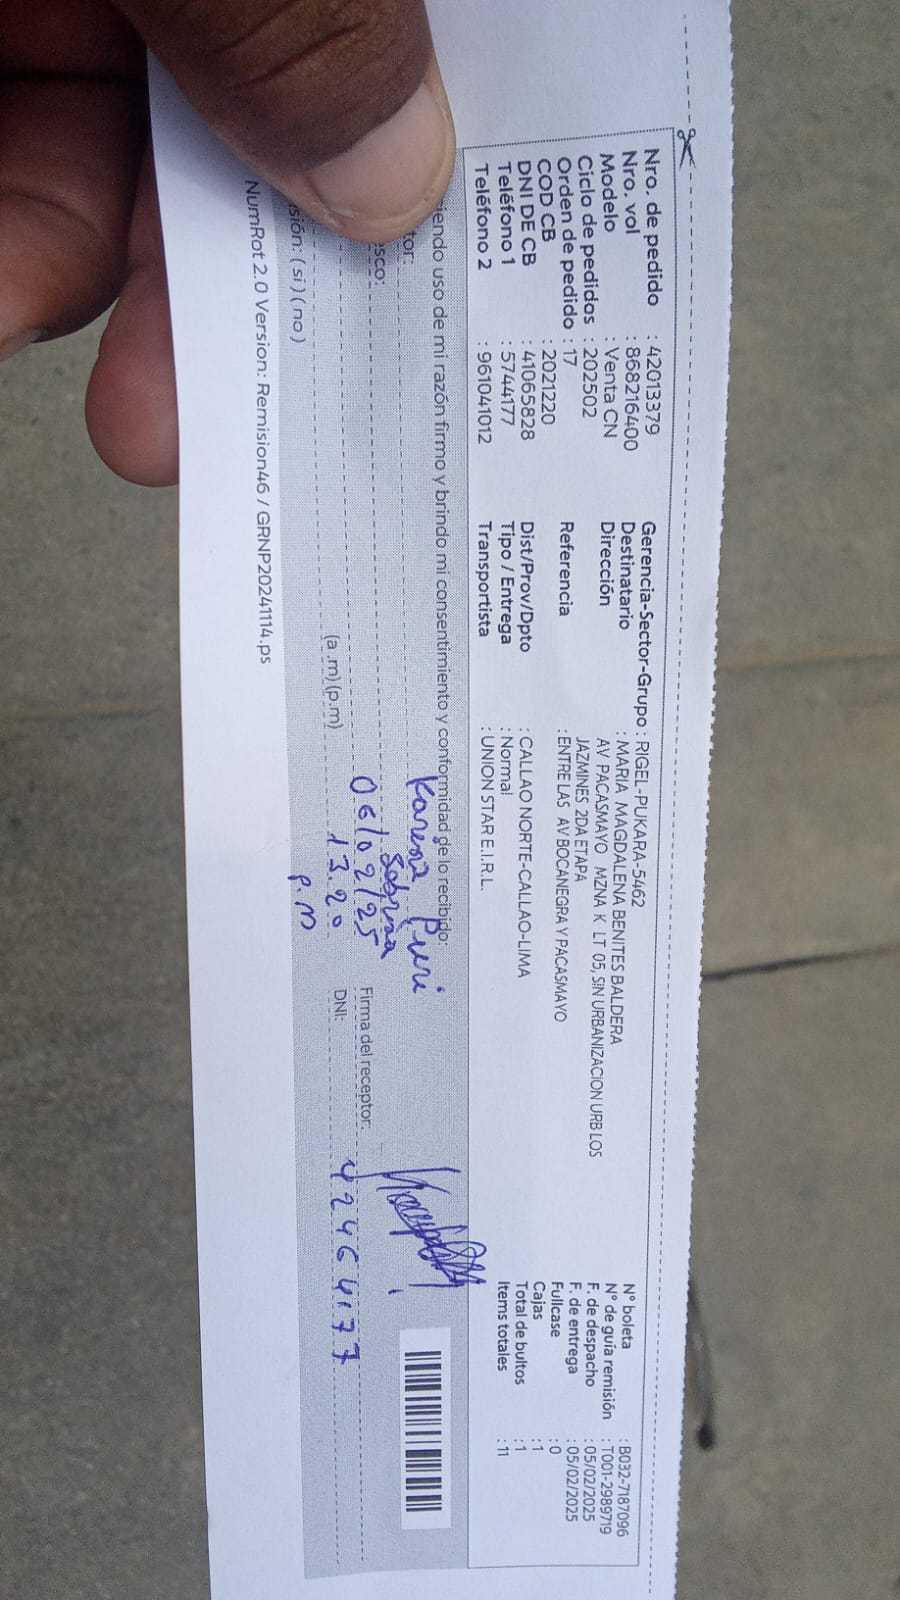 Nro. de pedido : 42013379
Nro. vol : 868216400
Modelo : Venta CN
Ciclo de pedidos : 202502
Orden de pedido : 17
COD CB : 2021220
DNI DE CB : 41065828
Teléfono 1 : 5744177
Teléfono 2 : 961041012
Gerencia-Sector-Grupo : RIGEL-PUKARA-5462
Destinatario : MARIA MAGDALENA BENITES BALDERA
Dirección AV PACASMAYO MZNA K LT 05, SIN URBANIZACION URB LOS
JAZMINES 2DA ETAPA
Referencia : ENTRE LAS AV BOCANEGRA Y PACASMAYO
Dist/Prov/Dpto : CALLAO NORTE-CALLAO-LIMA
Tipo / Entrega : Normal
Transportista : UNION STAR E.I.R.L.
N° boleta : B032-7187096
N° de guía remisión : T001-2989719
F. de despacho : 05/02/2025
F. de entrega : 05/02/2025
Fullcase : 0
Cajas : 1
Total de bultos : 1
Items totales : 11
iendo uso de mi razón firmo y brindo mi consentimiento y conformidad de lo recibido:
tor: Karena Puri
sco: Sobrina
06/02/25
13.20 (a .m)(p.m)
p.m
Firma del receptor:
DNI: 42464177
sión: ( si ) ( no )
NumRot 2.0 Version: Remision46 / GRNP20241114.ps